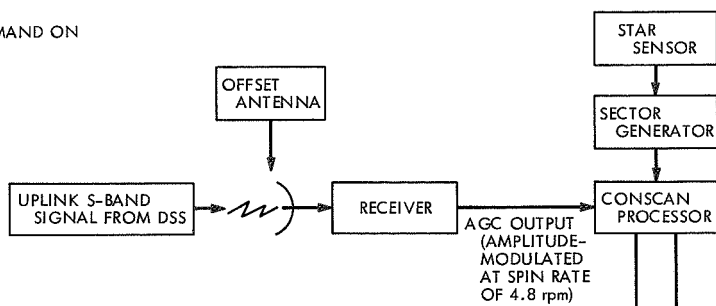 MAND ON
STAR
SENSOR
OFFSET
ANTENNA
SECTOR
GENERATOR
UPLINK S-BAND
SIGNAL FROM DSS
RECEIVER
CONSCAN
PROCESSOR
AGC OUTPUT
(AMPLITUDE-
MODULATED
AT SPIN RATE
OF 4.8 rpm)